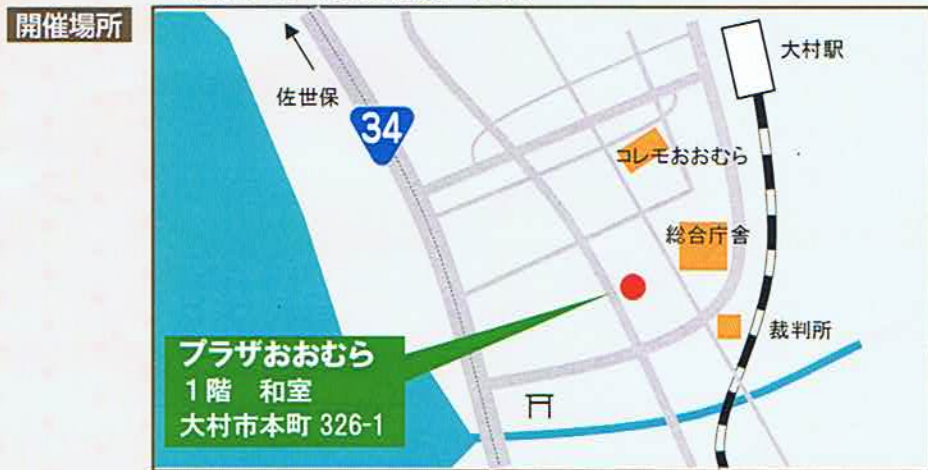 開催場所
大村駅
佐世保
34
コレモおおむら
総合庁舎
プラザおおむら
1階 和室
大村市本町 326-1
裁判所